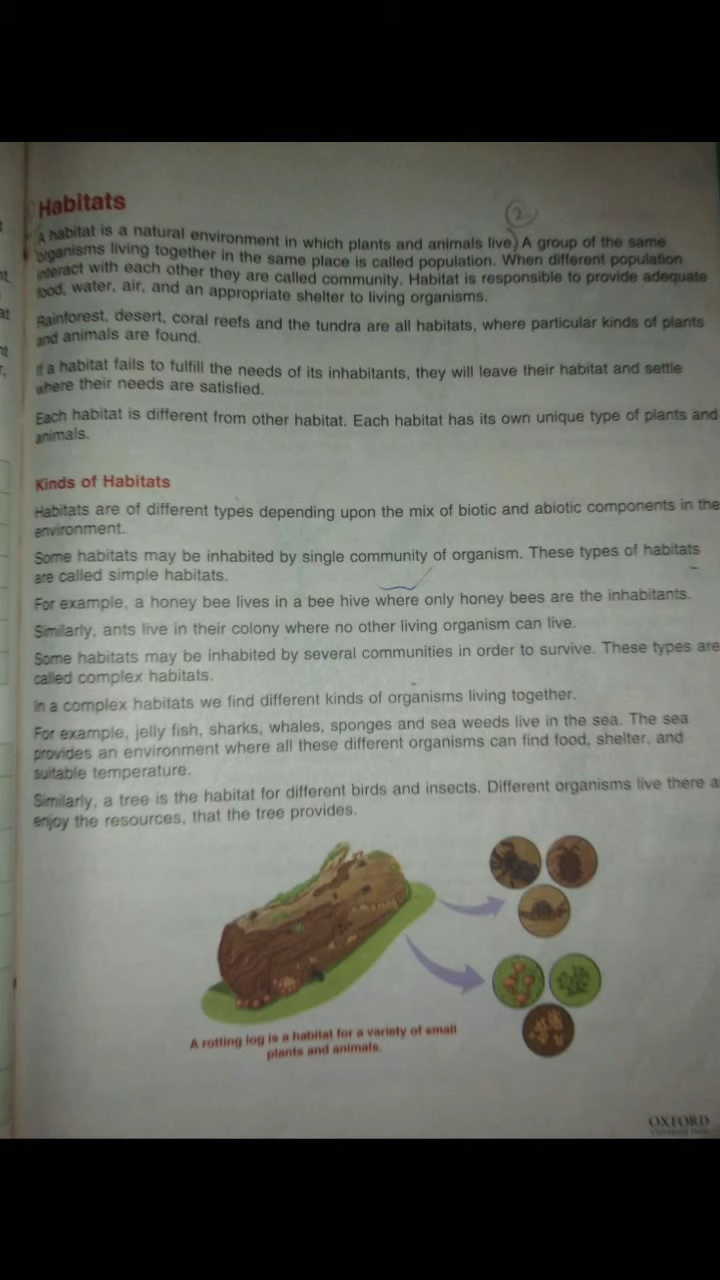 Habitats
2
A habitat is a natural environment in which plants and animals live. A group of the same
organisms living together in the same place is called population. When different population
interact with each other they are called community. Habitat is responsible to provide adequate
food, water, air, and an appropriate shelter to living organisms.
Rainforest, desert, coral reefs and the tundra are all habitats, where particular kinds of plants
and animals are found.
If a habitat fails to fulfill the needs of its inhabitants, they will leave their habitat and settle
where their needs are satisfied.
Each habitat is different from other habitat. Each habitat has its own unique type of plants and
animals.
Kinds of Habitats
Habitats are of different types depending upon the mix of biotic and abiotic components in the
environment.
Some habitats may be inhabited by single community of organism. These types of habitats
are called simple habitats.
For example, a honey bee lives in a bee hive where only honey bees are the inhabitants.
Similarly, ants live in their colony where no other living organism can live.
Some habitats may be inhabited by several communities in order to survive. These types are
called complex habitats.
In a complex habitats we find different kinds of organisms living together.
For example, jelly fish, sharks, whales, sponges and sea weeds live in the sea. The sea
provides an environment where all these different organisms can find food, shelter, and
suitable temperature.
Similarly, a tree is the habitat for different birds and insects. Different organisms live there a
enjoy the resources, that the tree provides.
A rotting log is a habitat for a variety of small
plants and animals.
OXFORD